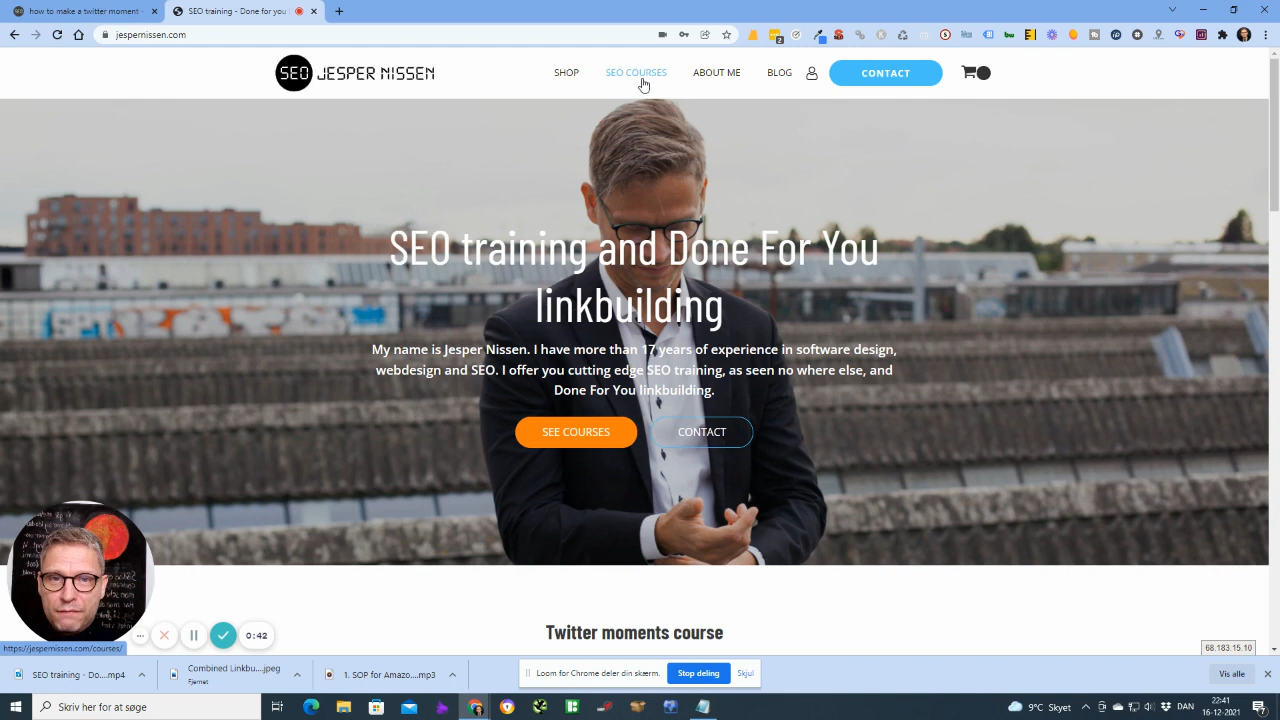 how to make a twitter moment -
SEO training - Done for you
jespernissen.com
SEO JESPER NISSEN
SHOP
SEO COURSES
ABOUT ME
BLOG
CONTACT
SEO training and Done For You
linkbuilding
My name is Jesper Nissen. I have more than 17 years of experience in software design,
webdesign and SEO. I offer you cutting edge SEO training, as seen no where else, and
Done For You linkbuilding.
SEE COURSES
CONTACT
0:42
Twitter moments course
https://jespernissen.com/courses/
68.183.15.10
SEO training - Do....mp4
Combined Linkbu....jpeg
Fjernet
1. SOP for Amazo....mp3
Loom for Chrome deler din skærm.
Stop deling
Skjul
Vis alle
Skriv her for at søge
9°C Skyet
DAN
22:41
16-12-2021